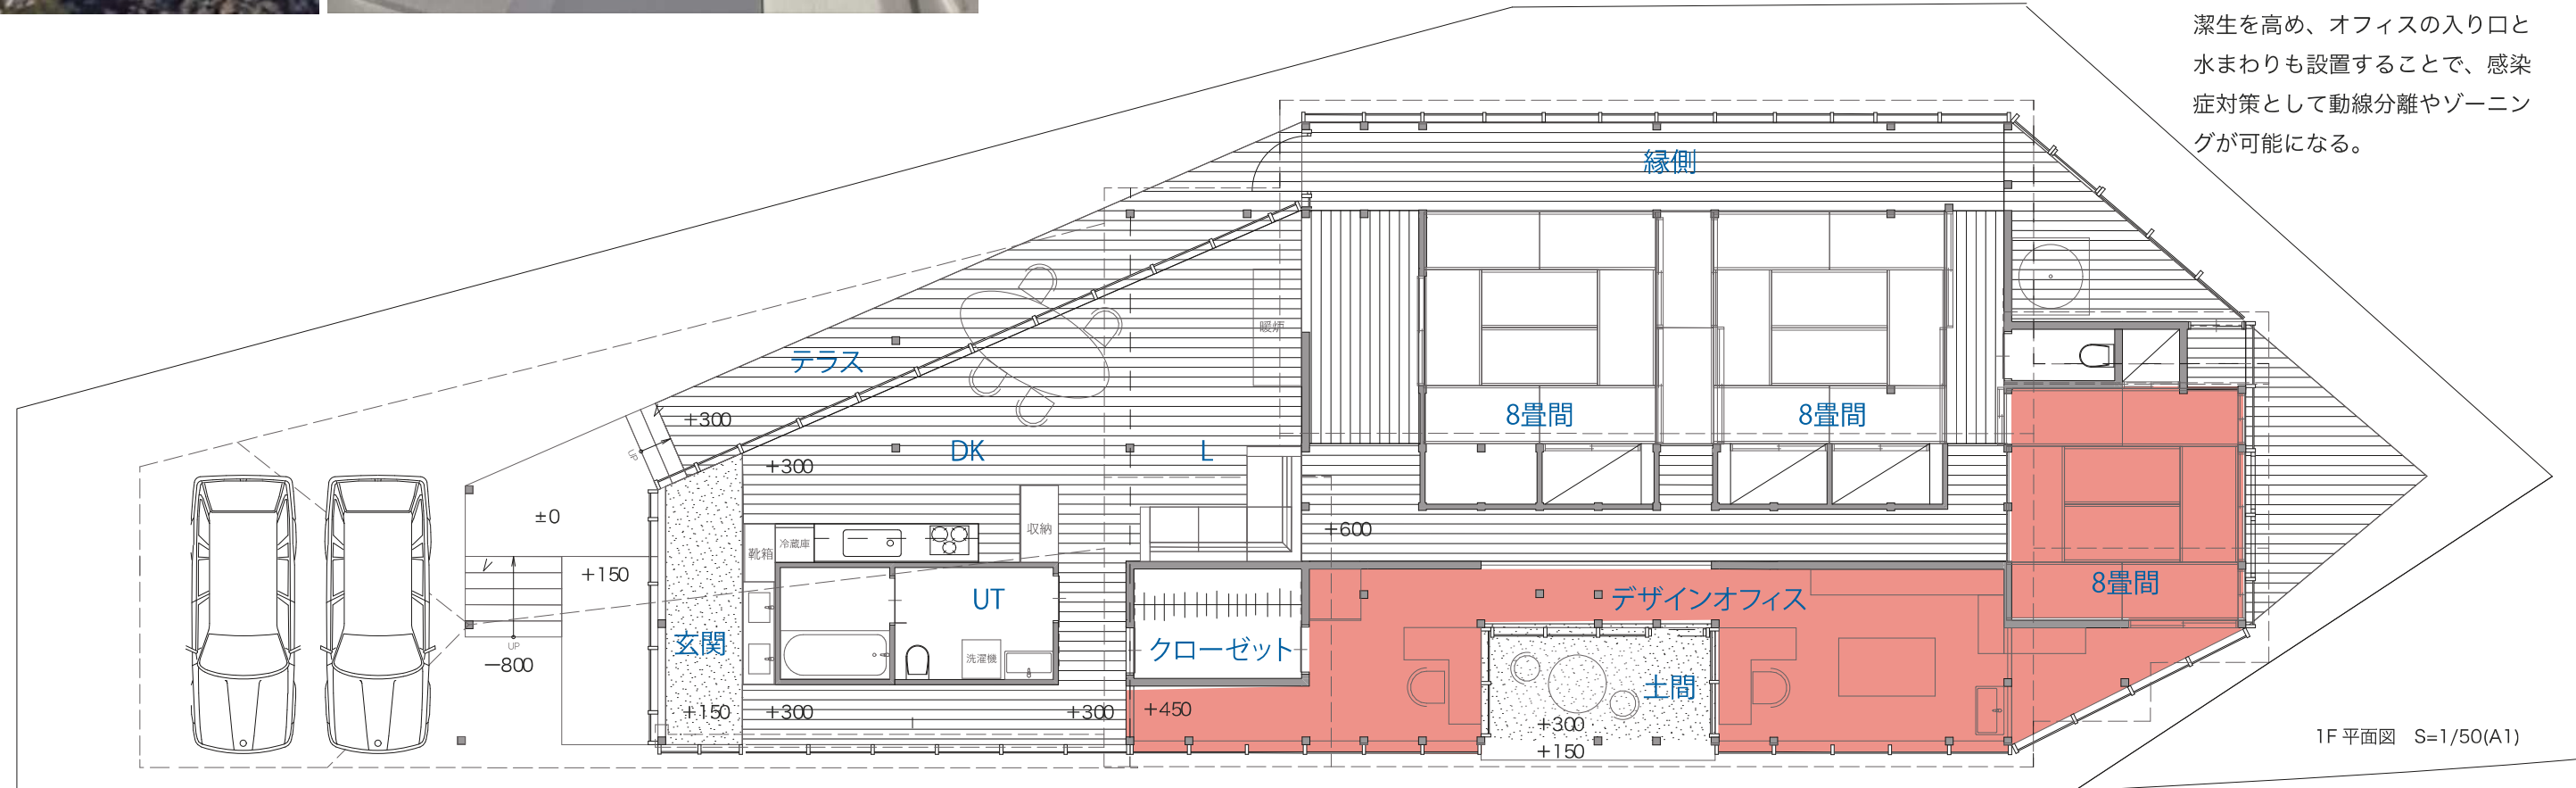 潔生を高め、オフィスの入り口と
水まわりも設置することで、感染
症対策として動線分離やゾーニン
グが可能になる。
縁側
暖炉
テラス
+300
UP
8畳間
8畳間
DK
L
+300
±0
収納
+600
冷蔵庫
靴箱
+150
8畳間
UT
デザインオフィス
玄関
UP
クローゼット
洗濯機
−800
土間
+150
+300
+300
+450
+300
+150
1F 平面図 S=1/50(A1)